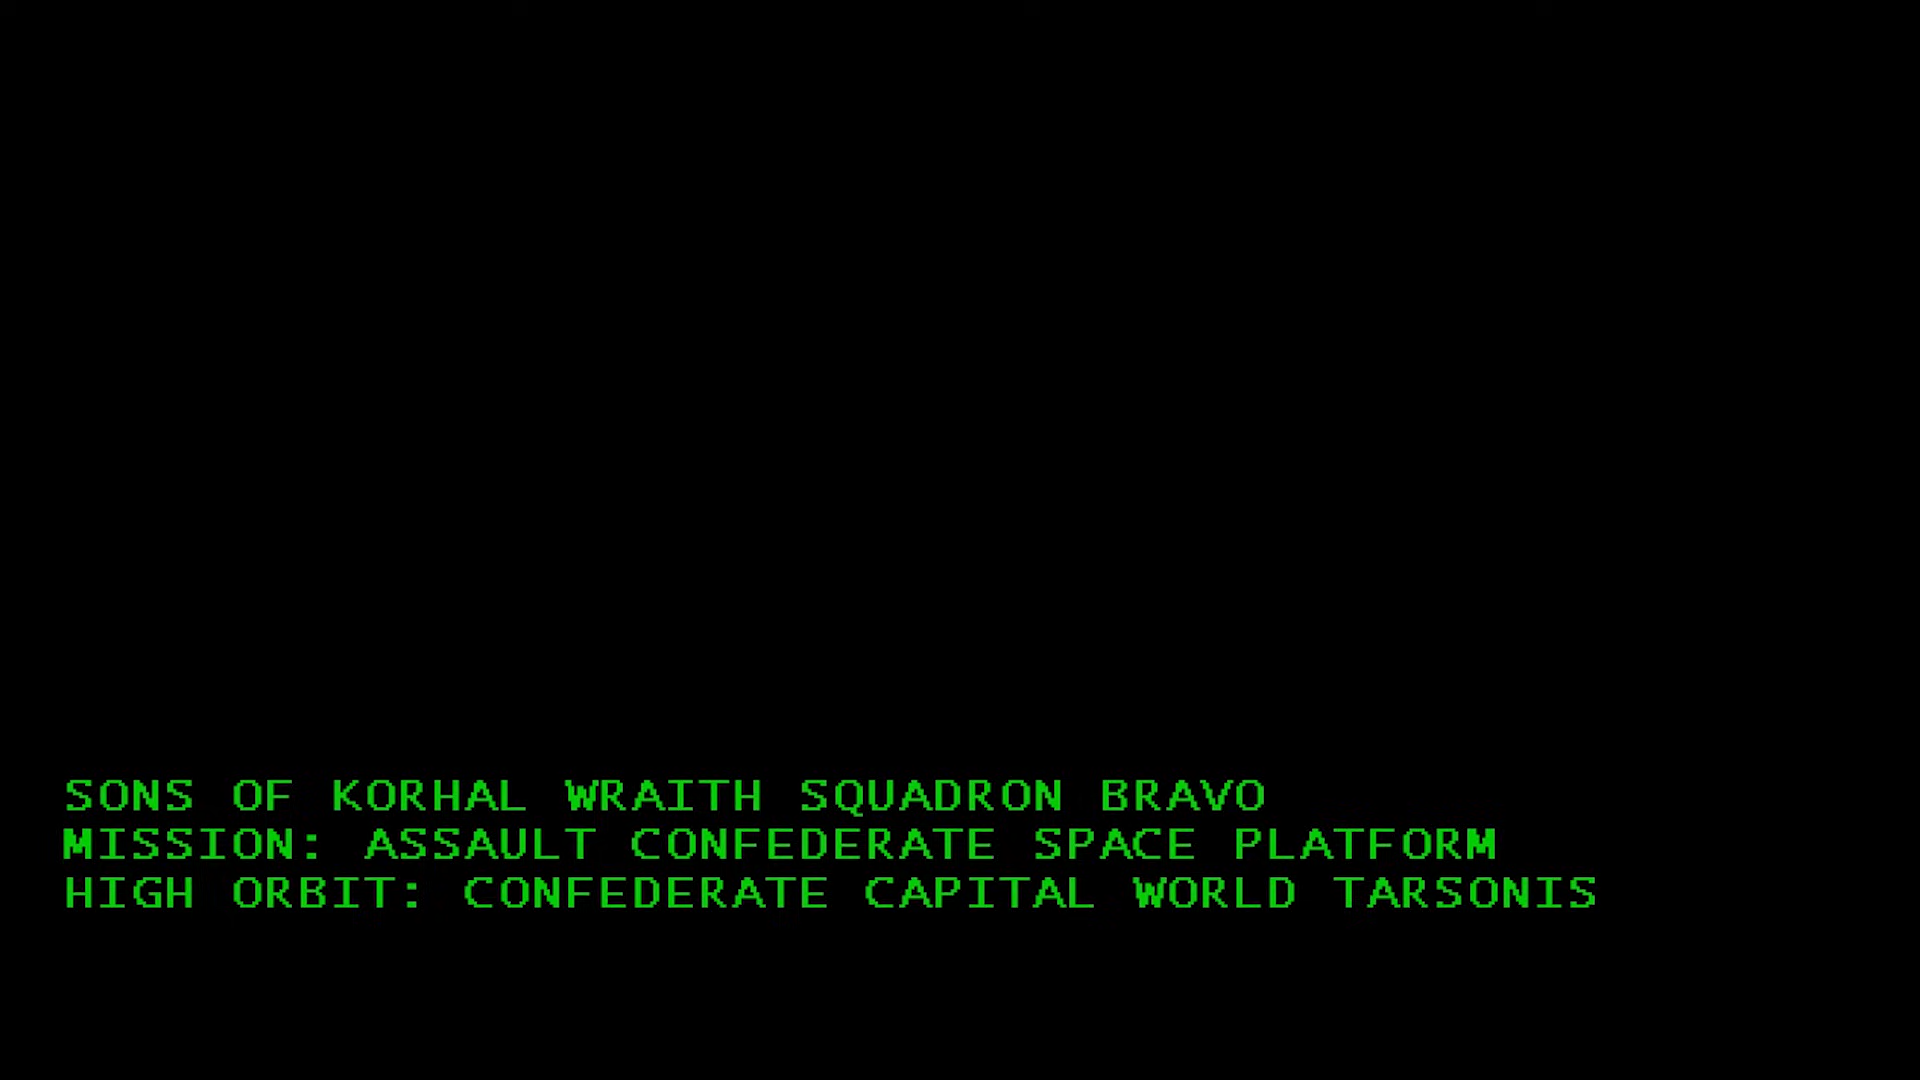 SONS OF KORHAL WRAITH SQUADRON BRAVO
MISSION: ASSAULT CONFEDERATE SPACE PLATFORM
HIGH ORBIT: CONFEDERATE CAPITAL WORLD TARSONIS